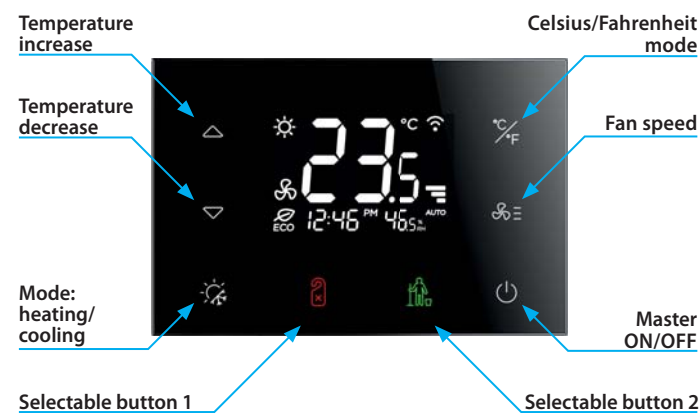 Temperature
increase
Celsius/Fahrenheit
mode
Temperature
decrease
Fan speed
°C
23.5
°C/°F
ECO
12:46 PM
46.5% RH
AUTO
Mode:
heating/
cooling
Master
ON/OFF
Selectable button 1
Selectable button 2